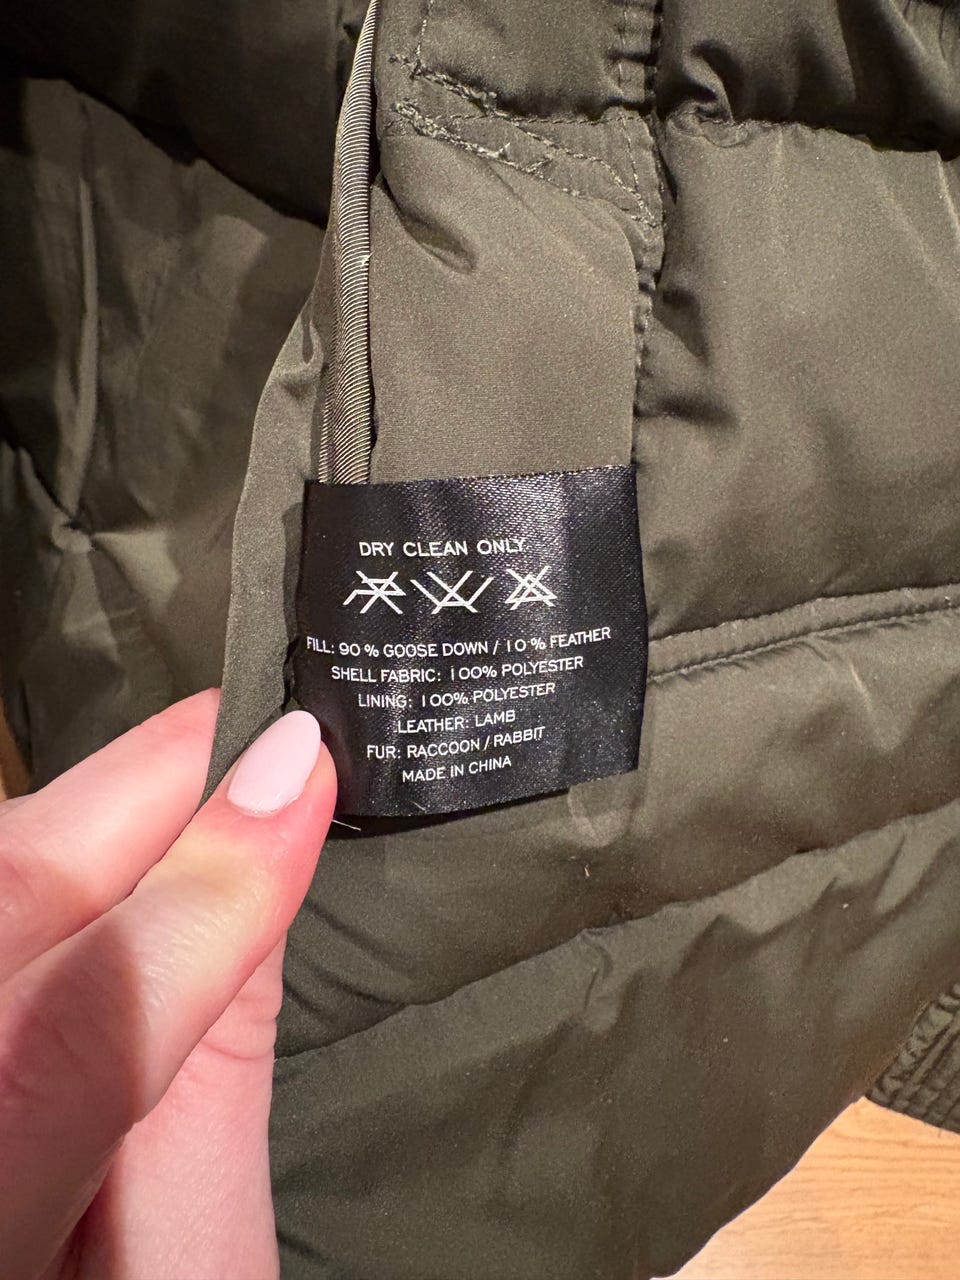 DRY CLEAN ONLY
FILL: 90 % GOOSE DOWN / 10 % FEATHER
SHELL FABRIC: 100% POLYESTER
LINING: 100% POLYESTER
LEATHER: LAMB
FUR: RACCOON / RABBIT
MADE IN CHINA